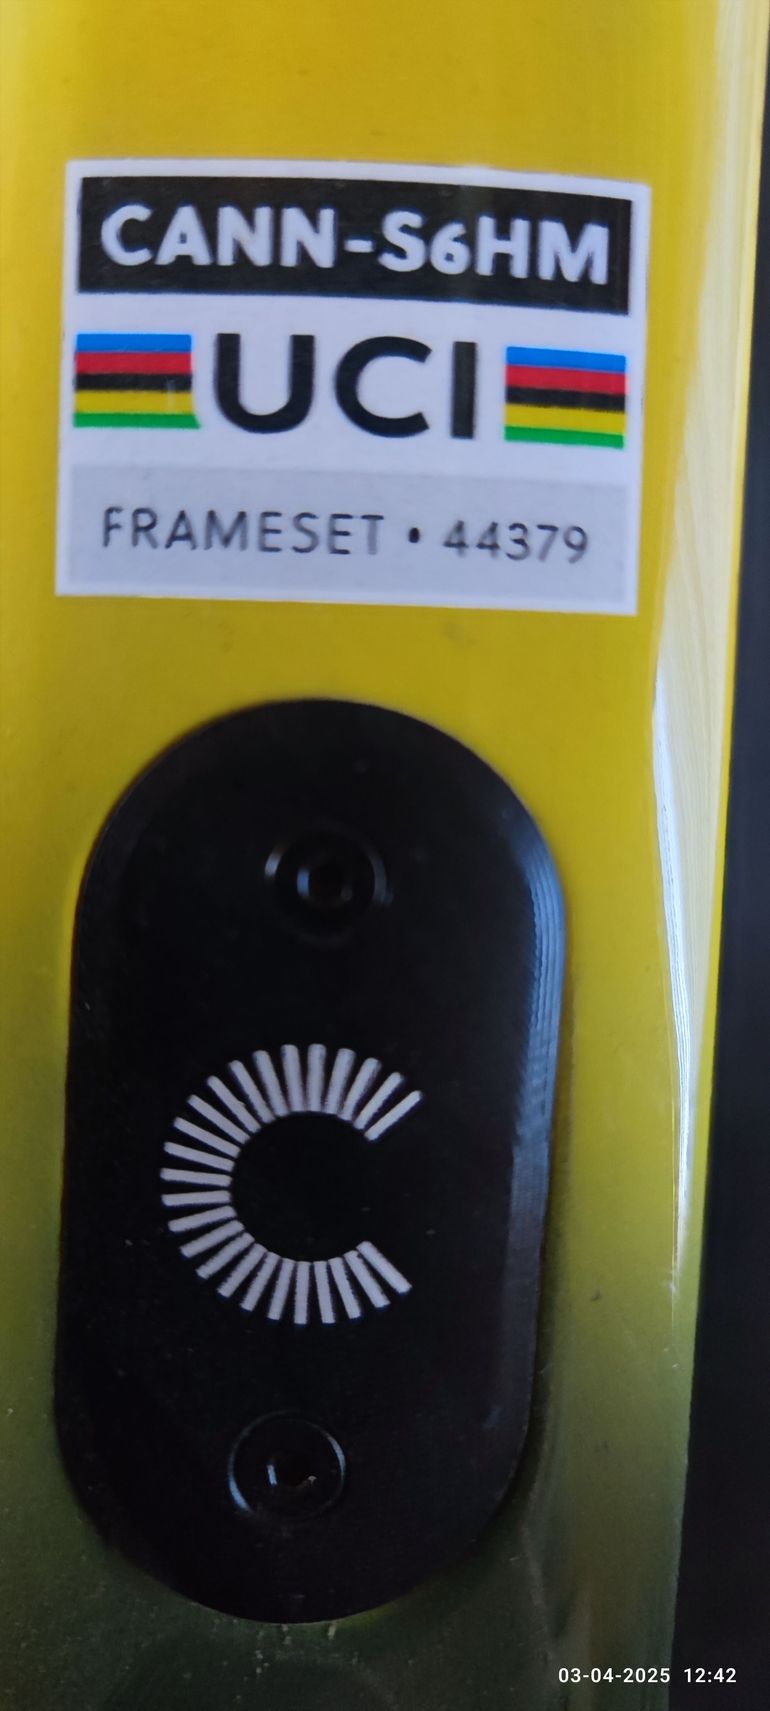 CANN-S6HM
UCI
FRAMESET • 44379
03-04-2025 12:42